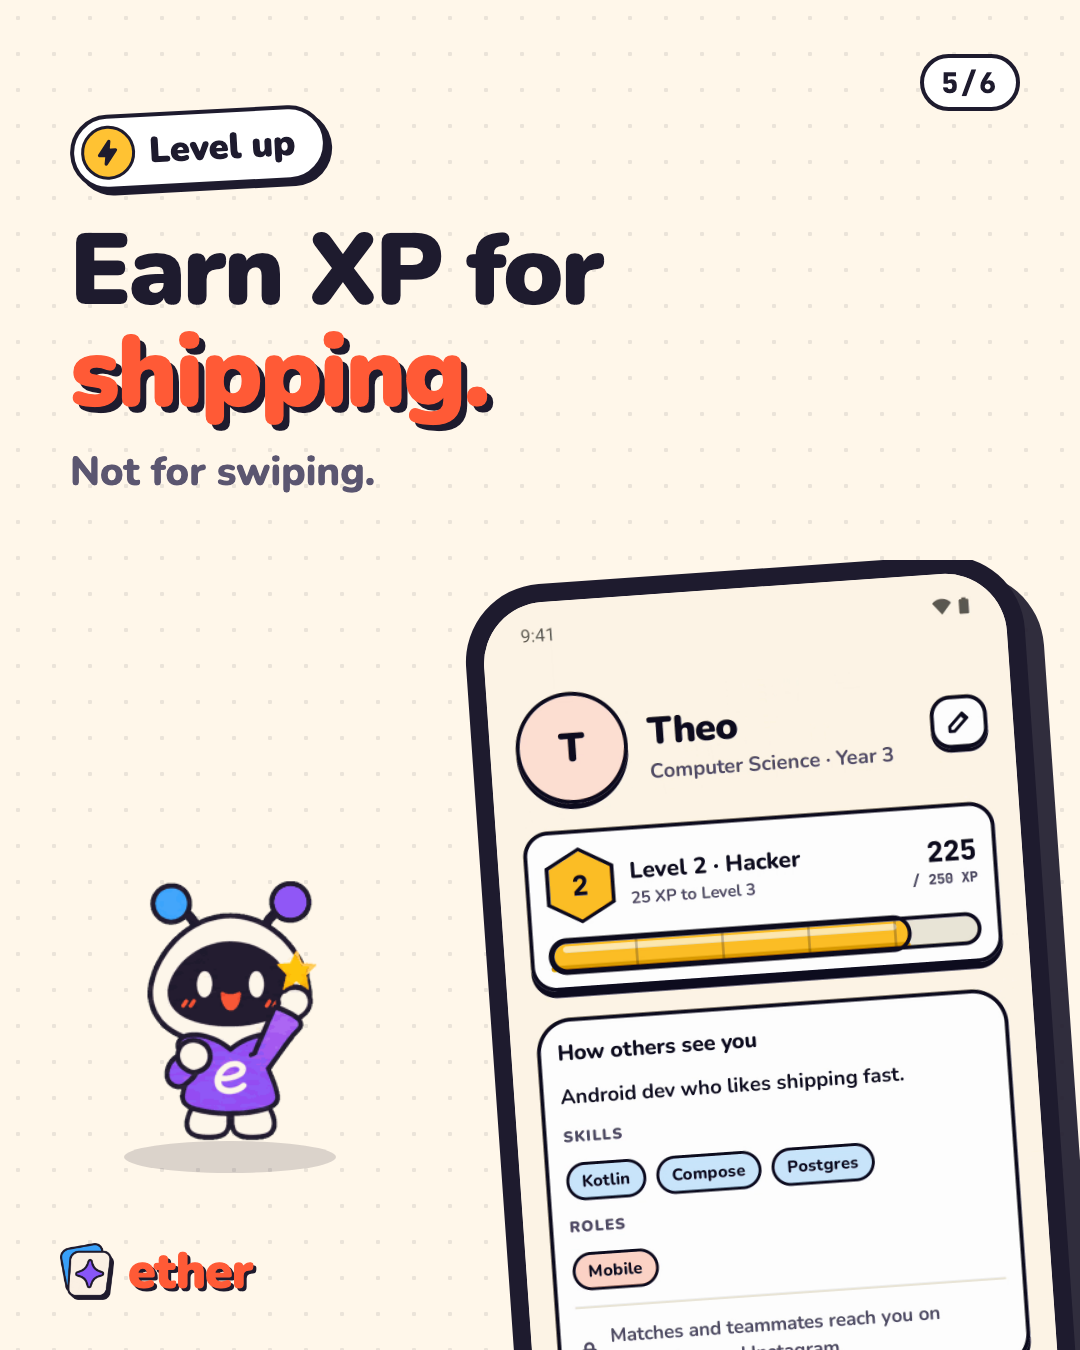 5/6
Level up
Earn XP for
shipping.
Not for swiping.
9:41
T
Theo
Computer Science · Year 3
2
Level 2 · Hacker
25 XP to Level 3
225
/ 250 XP
How others see you
Android dev who likes shipping fast.
SKILLS
Kotlin
Compose
Postgres
ROLES
Mobile
Matches and teammates reach you on
Instagram
e
ether